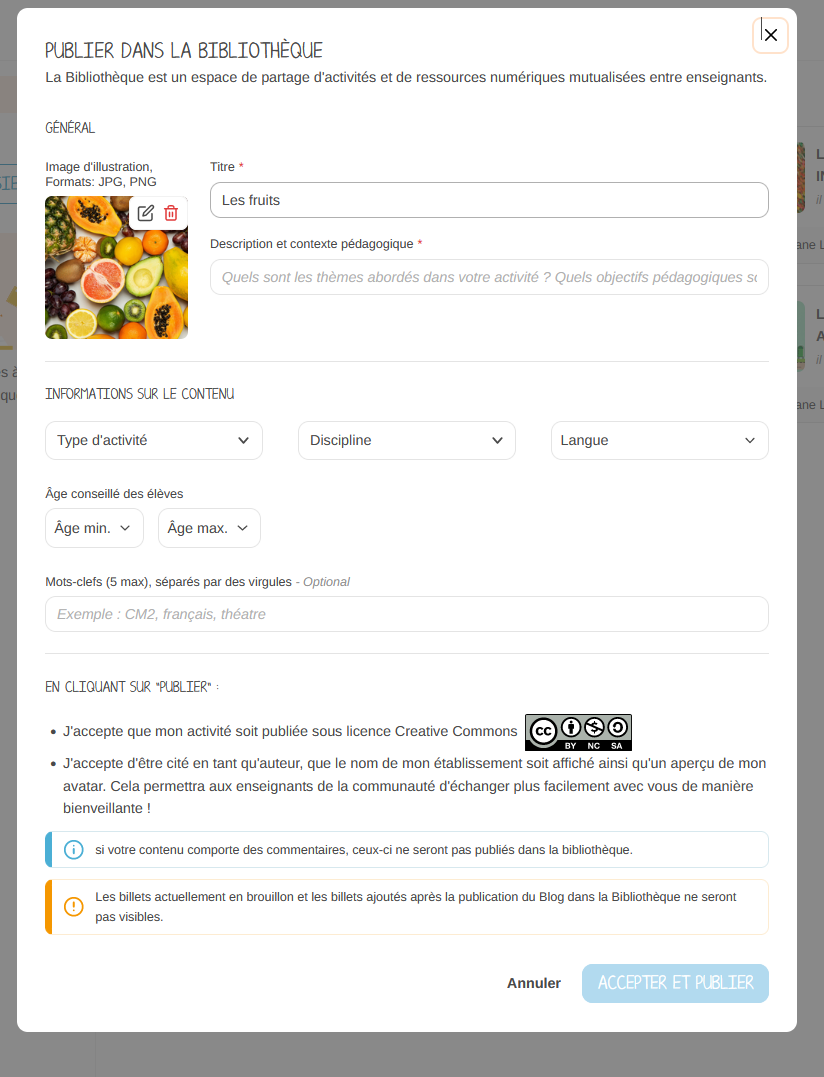 PUBLIER DANS LA BIBLIOTHÈQUE
La Bibliothèque est un espace de partage d'activités et de ressources numériques mutualisées entre enseignants.
GÉNÉRAL
Image d'illustration,
Formats: JPG, PNG
Titre *
Les fruits
Description et contexte pédagogique *
Quels sont les thèmes abordés dans votre activité ? Quels objectifs pédagogiques
INFORMATIONS SUR LE CONTENU
Type d'activité
Discipline
Langue
Âge conseillé des élèves
Âge min.
Âge max.
Mots-clefs (5 max), séparés par des virgules - Optional
Exemple : CM2, français, théatre
EN CLIQUANT SUR "PUBLIER" :
• J'accepte que mon activité soit publiée sous licence Creative Commons
cc BY NC SA
• J'accepte d'être cité en tant qu'auteur, que le nom de mon établissement soit affiché ainsi qu'un aperçu de mon
avatar. Cela permettra aux enseignants de la communauté d'échanger plus facilement avec vous de manière
bienveillante !
si votre contenu comporte des commentaires, ceux-ci ne seront pas publiés dans la bibliothèque.
Les billets actuellement en brouillon et les billets ajoutés après la publication du Blog dans la Bibliothèque ne seront
pas visibles.
Annuler
ACCEPTER ET PUBLIER